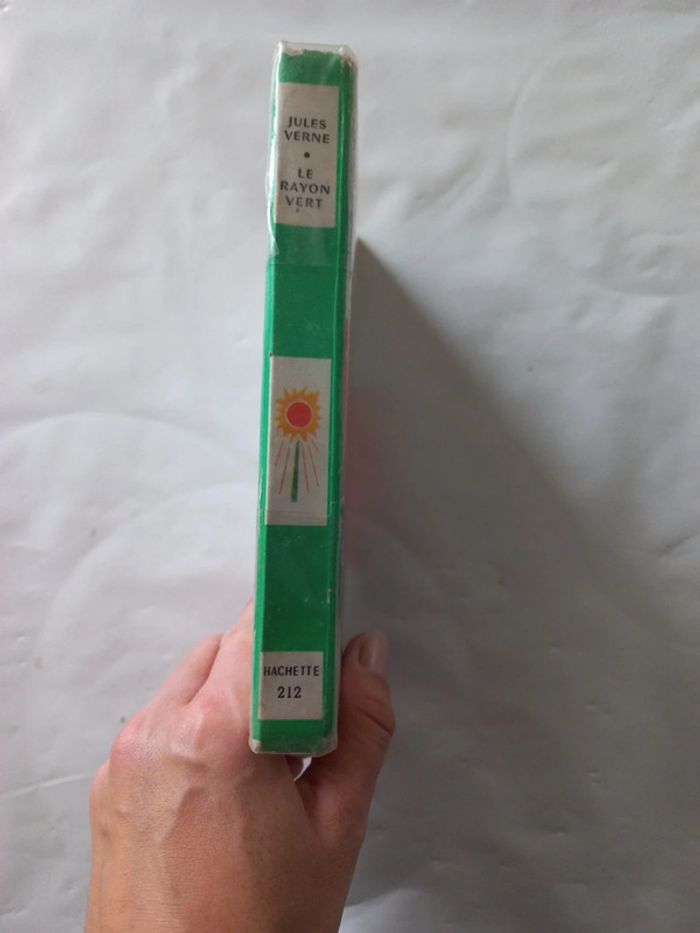 JULES
VERNE
•
LE
RAYON
VERT
HACHETTE
212